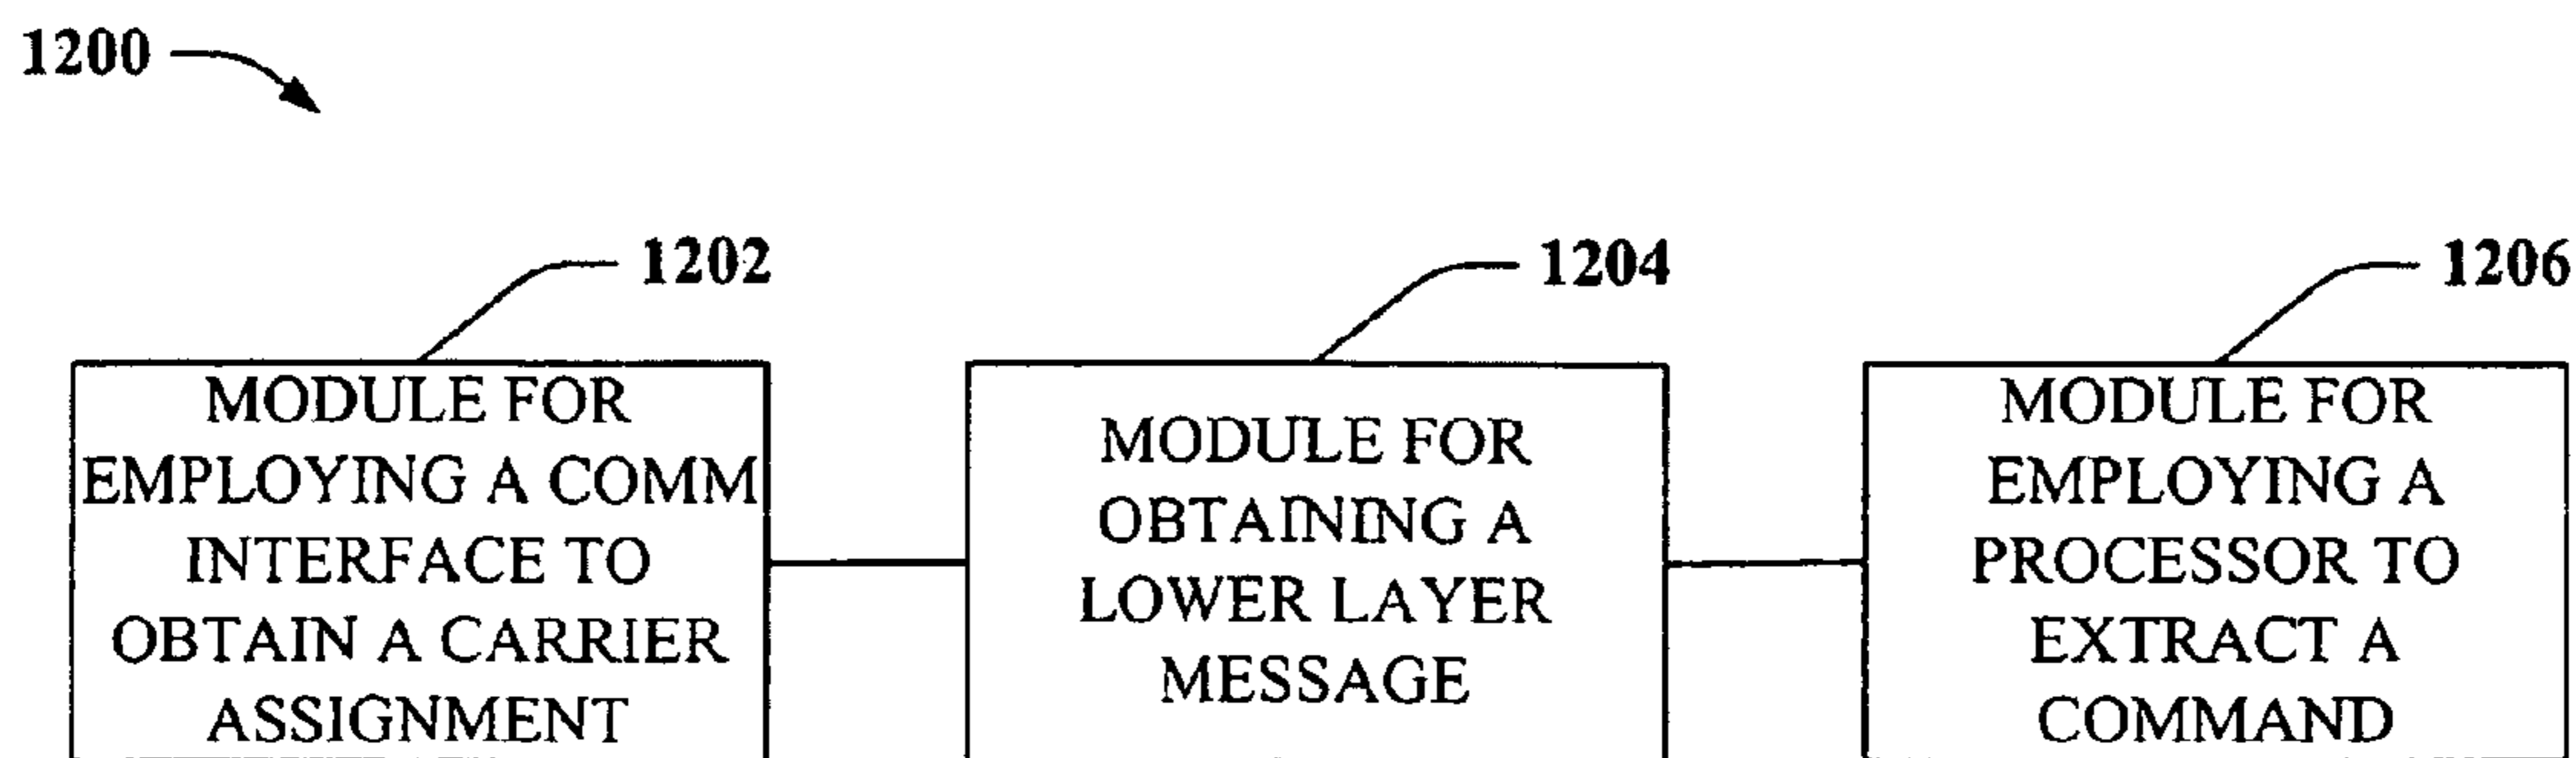 1200
1202
1204
1206
MODULE FOR
EMPLOYING A COMM
INTERFACE TO
OBTAIN A CARRIER
ASSIGNMENT
MODULE FOR
OBTAINING A
LOWER LAYER
MESSAGE
MODULE FOR
EMPLOYING A
PROCESSOR TO
EXTRACT A
COMMAND